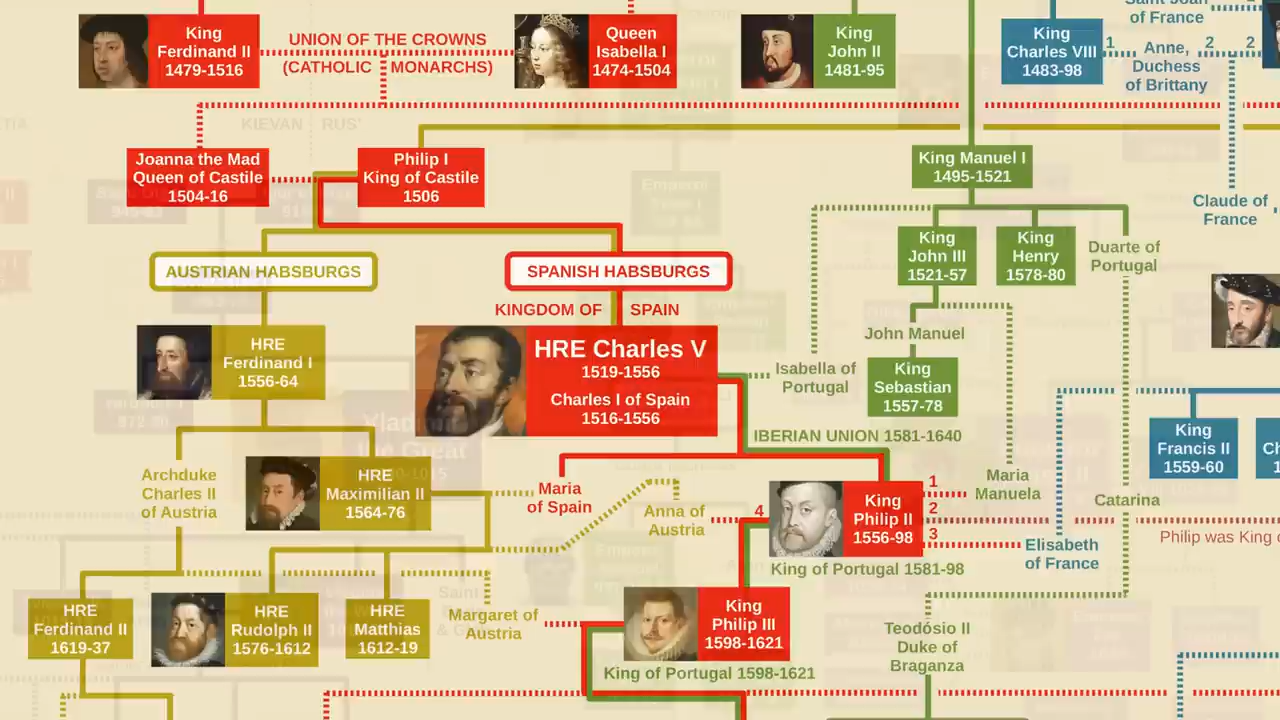 Saint Joan
of France
King
Ferdinand II
1479-1516
UNION OF THE CROWNS
(CATHOLIC MONARCHS)
Queen
Isabella I
1474-1504
King
John II
1481-95
King
Charles VIII
1483-98
1
Anne,
Duchess
of Brittany
2
2
KIEVAN RUS'
Joanna the Mad
Queen of Castile
1504-16
Philip I
King of Castile
1506
King Manuel I
1495-1521
Claude of
France
AUSTRIAN HABSBURGS
SPANISH HABSBURGS
King
John III
1521-57
King
Henry
1578-80
Duarte of
Portugal
KINGDOM OF SPAIN
HRE
Ferdinand I
1556-64
HRE Charles V
1519-1556
Charles I of Spain
1516-1556
John Manuel
Isabella of
Portugal
King
Sebastian
1557-78
IBERIAN UNION 1581-1640
King
Francis II
1559-60
Archduke
Charles II
of Austria
HRE
Maximilian II
1564-76
Maria
of Spain
Anna of
Austria
4
King
Philip II
1556-98
1
2
3
Maria
Manuela
Catarina
Elisabeth
of France
Philip was King
King of Portugal 1581-98
HRE
Ferdinand II
1619-37
HRE
Rudolph II
1576-1612
HRE
Matthias
1612-19
Margaret of
Austria
King
Philip III
1598-1621
King of Portugal 1598-1621
Teodósio II
Duke of
Braganza